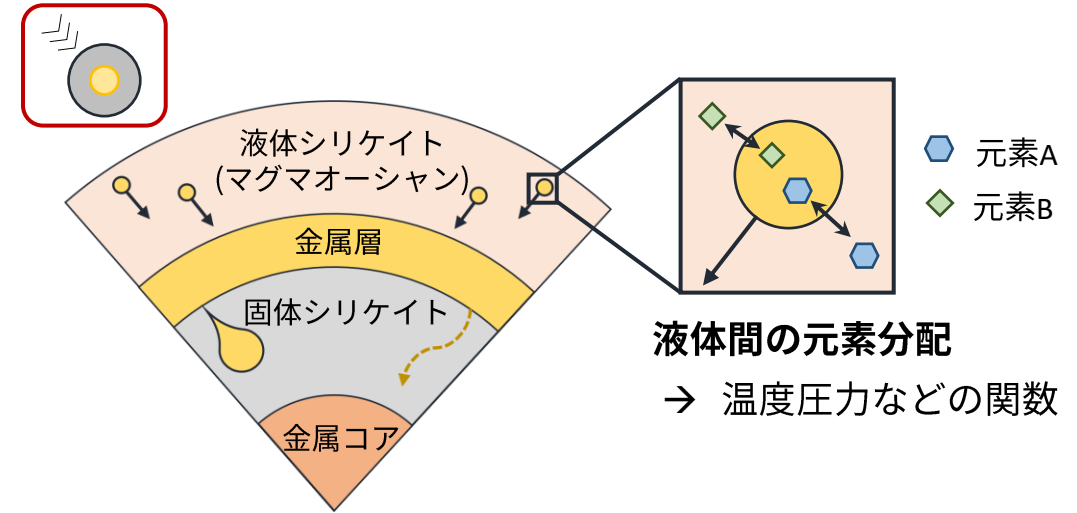 液体シリケイト
(マグマオーシャン)
金属層
固体シリケイト
金属コア
元素A
元素B
液体間の元素分配
→ 温度圧力などの関数